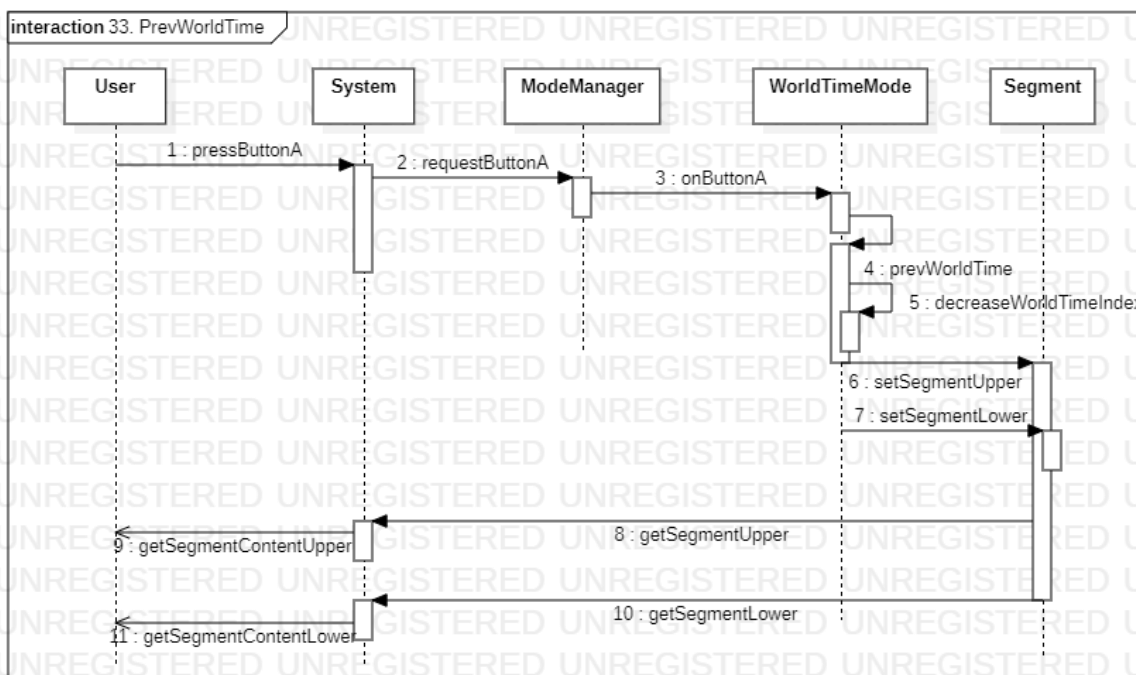 interaction 33. PrevWorldTime
User
System
ModeManager
WorldTimeMode
Segment
1 : pressButtonA
2 : requestButtonA
3 : onButtonA
4 : prevWorldTime
5 : decreaseWorldTimeIndex
6 : setSegmentUpper
7 : setSegmentLower
8 : getSegmentUpper
9 : getSegmentContentUpper
10 : getSegmentLower
11 : getSegmentContentLower
UNREGISTERED